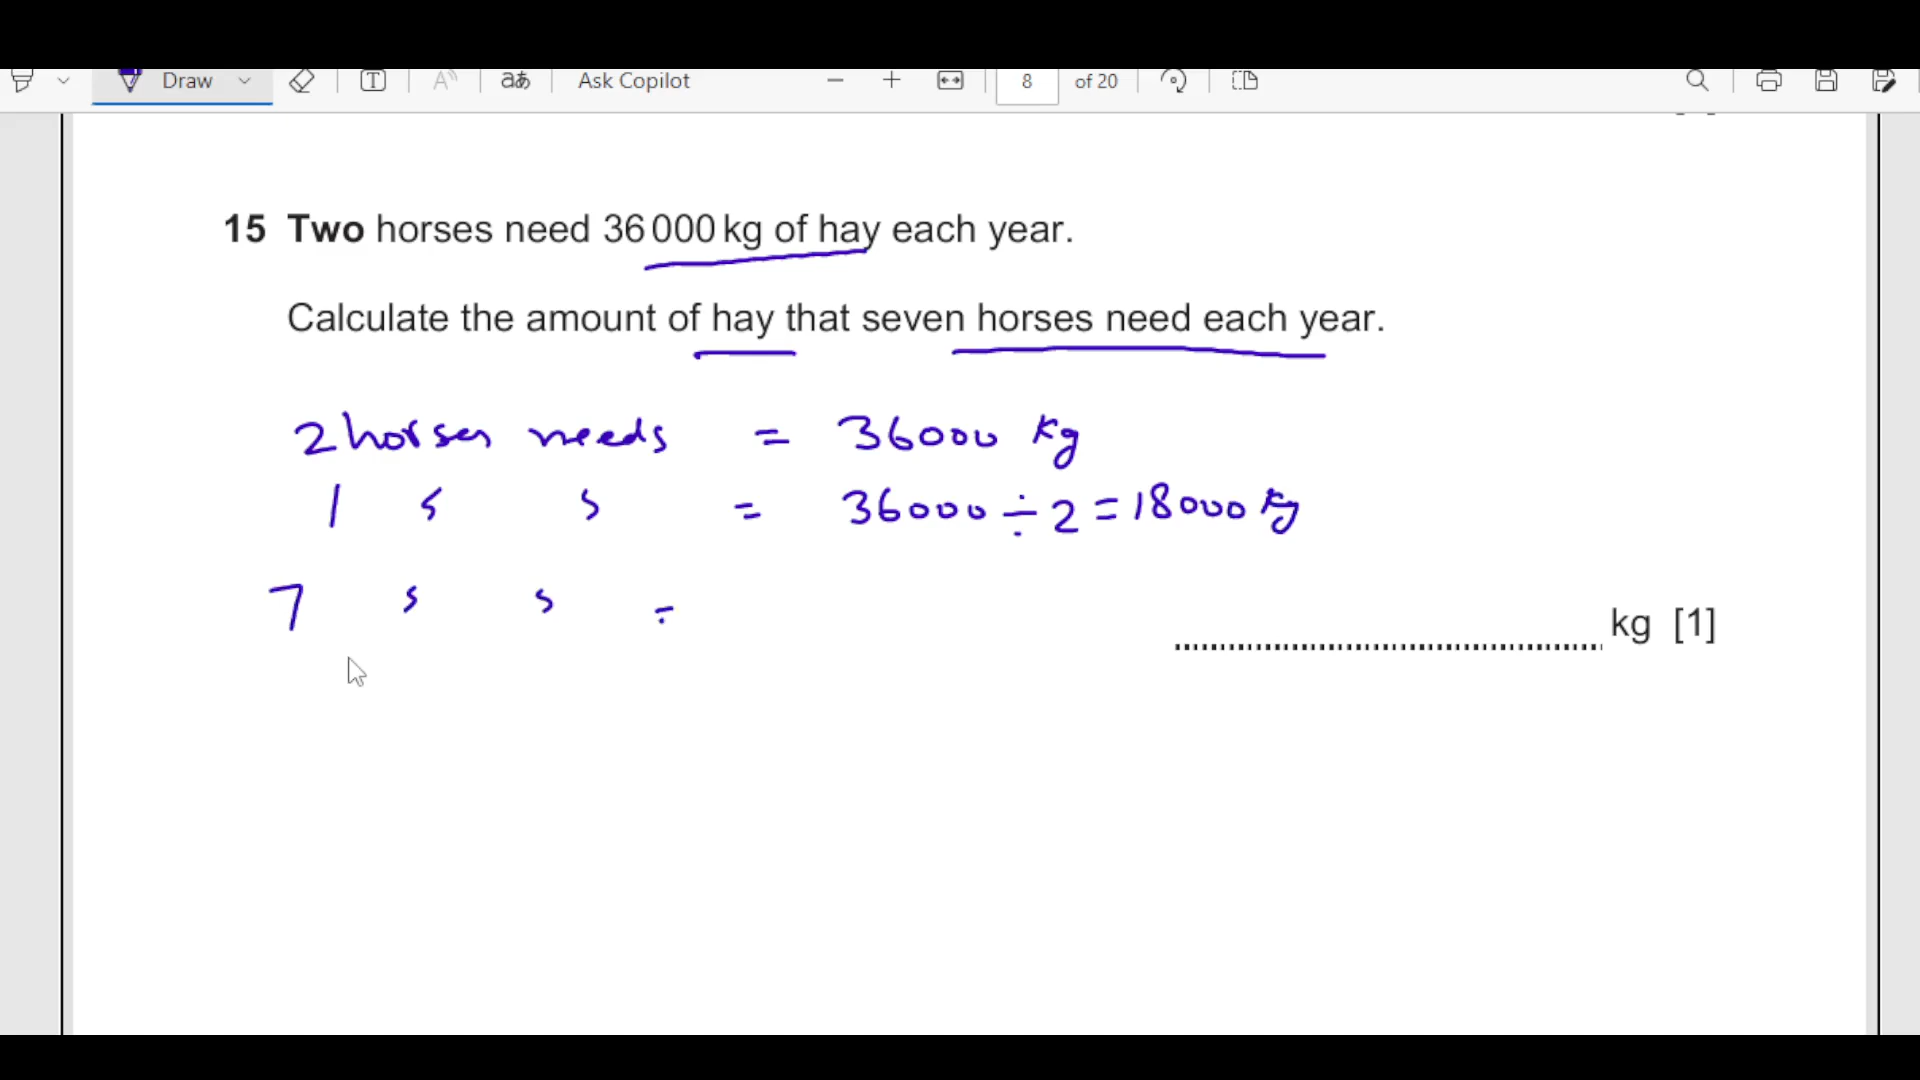 Draw aあ Ask Copilot 8 of 20
15 Two horses need 36 000 kg of hay each year.
Calculate the amount of hay that seven horses need each year.
2 horses needs = 36000 kg
1 s s = 36000 ÷ 2 = 18000 kg
7 s s =
kg [1]